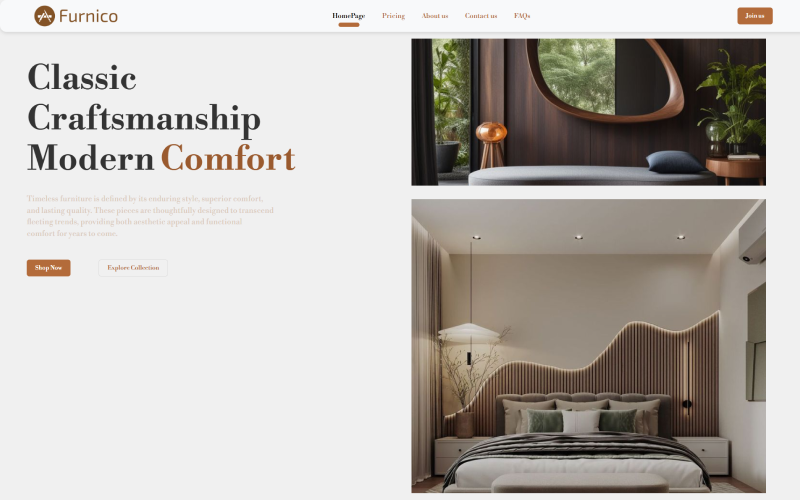 Furnico
HomePage
Pricing
About us
Contact us
FAQs
Join us
Classic
Craftsmanship
Modern Comfort
Timeless furniture is defined by its enduring style, superior comfort,
and lasting quality. These pieces are thoughtfully designed to transcend
fleeting trends, providing both aesthetic appeal and functional
comfort for years to come.
Shop Now
Explore Collection